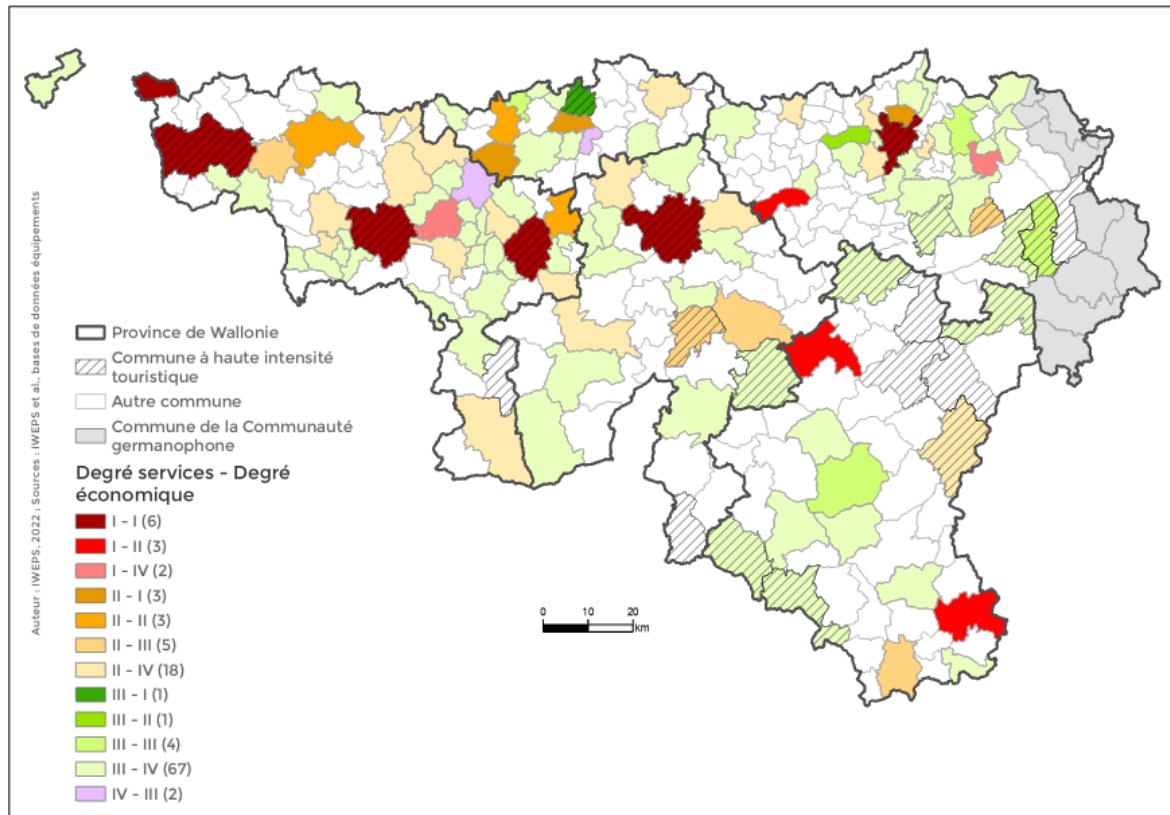 Auteur : IWEPS, 2022 ; Sources : IWEPS et al., bases de données équipements
Province de Wallonie
Commune à haute intensité
touristique
Autre commune
Commune de la Communauté
germanophone
Degré services - Degré
économique
I - I (6)
I - II (3)
I - IV (2)
II - I (3)
II - II (3)
II - III (5)
II - IV (18)
III - I (1)
III - II (1)
III - III (4)
III - IV (67)
IV - III (2)
0 10 20
km